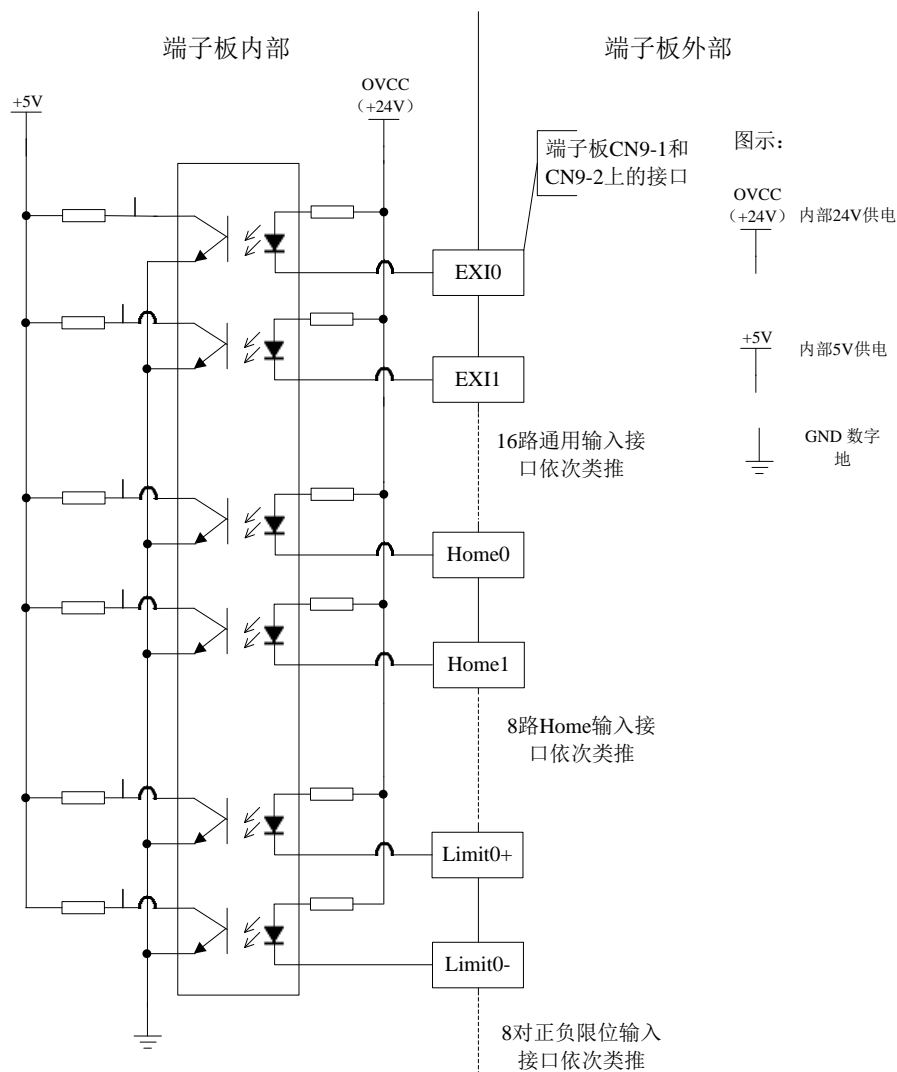 端子板内部
端子板外部
+5V
OVCC
（+24V）
端子板CN9-1和
CN9-2上的接口
图示：
OVCC
（+24V）
内部24V供电
EXI0
+5V
内部5V供电
EXI1
16路通用输入接
口依次类推
GND 数字
地
Home0
Home1
8路Home输入接
口依次类推
Limit0+
Limit0-
8对正负限位输入
接口依次类推